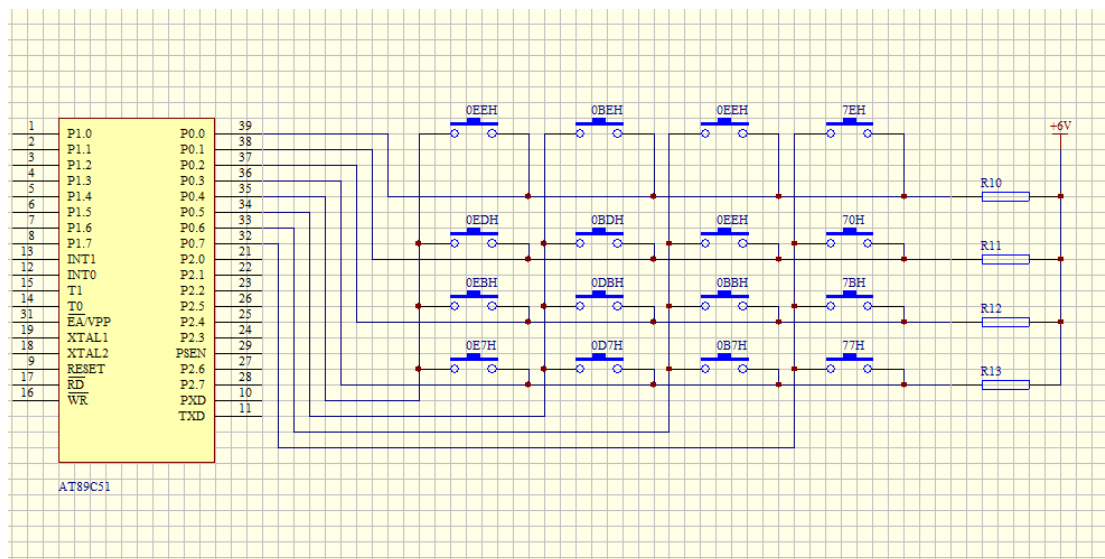 0EEH 0BEH 0EEH 7EH
1 P1.0 P0.0 39
+6V
2 P1.1 P0.1 38
3 P1.2 P0.2 37
4 P1.3 P0.3 36
R10
5 P1.4 P0.4 35
6 P1.5 P0.5 34
0EDH 0BDH 0EEH 70H
7 P1.6 P0.6 33
8 P1.7 P0.7 32
R11
13 INT1 P2.0 21
12 INT0 P2.1 22
0EBH 0DBH 0BBH 7BH
15 T1 P2.2 23
14 T0 P2.5 26
R12
31 EA/VPP P2.4 25
19 XTAL1 P2.3 24
0E7H 0D7H 0B7H 77H
18 XTAL2 PSEN 29
9 RESET P2.6 27
R13
17 RD P2.7 28
16 WR PXD 10
TXD 11
AT89C51